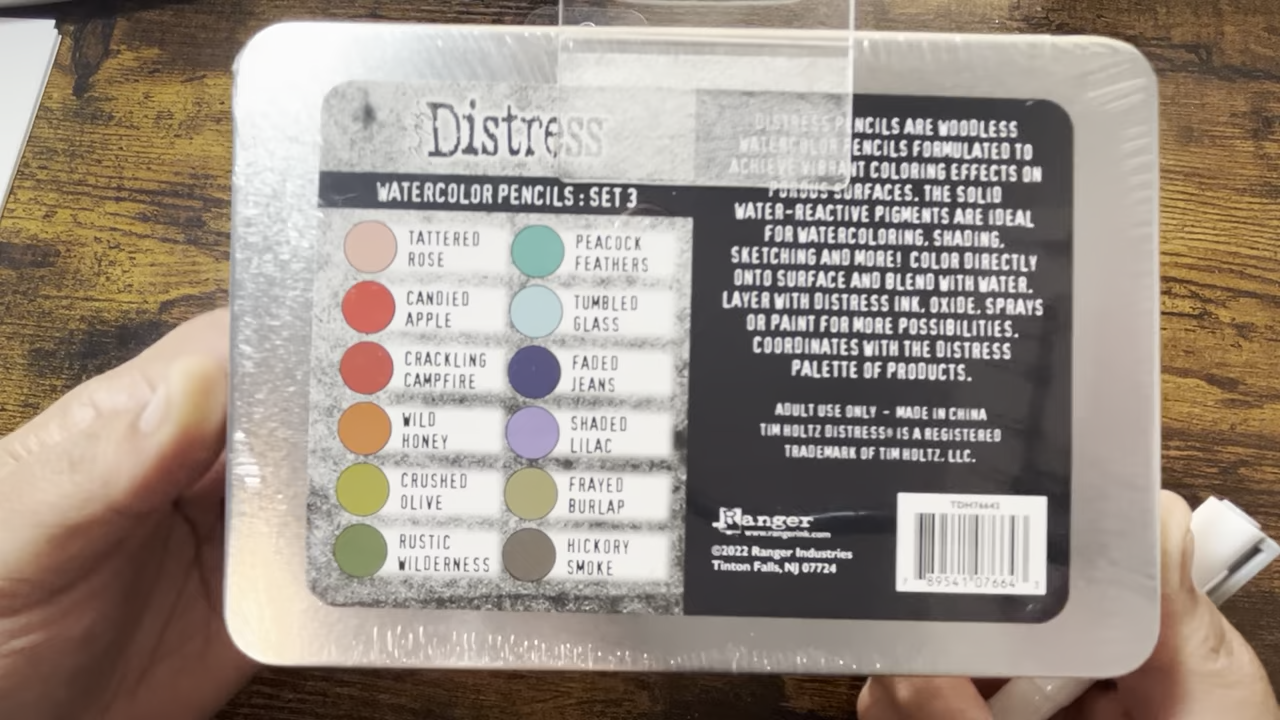 Distress
WATERCOLOR PENCILS : SET 3
TATTERED
ROSE
CANDIED
APPLE
CRACKLING
CAMPFIRE
WILD
HONEY
CRUSHED
OLIVE
RUSTIC
WILDERNESS
PEACOCK
FEATHERS
TUMBLED
GLASS
FADED
JEANS
SHADED
LILAC
FRAYED
BURLAP
HICKORY
SMOKE
DISTRESS PENCILS ARE WOODLESS
WATERCOLOR PENCILS FORMULATED TO
ACHIEVE VIBRANT COLORING EFFECTS ON
POROUS SURFACES. THE SOLID
WATER-REACTIVE PIGMENTS ARE IDEAL
FOR WATERCOLORING, SHADING,
SKETCHING AND MORE! COLOR DIRECTLY
ONTO SURFACE AND BLEND WITH WATER.
LAYER WITH DISTRESS INK, OXIDE, SPRAYS
OR PAINT FOR MORE POSSIBILITIES.
COORDINATES WITH THE DISTRESS
PALETTE OF PRODUCTS.
ADULT USE ONLY - MADE IN CHINA
TIM HOLTZ DISTRESS® IS A REGISTERED
TRADEMARK OF TIM HOLTZ, LLC.
Ranger
www.rangerink.com
©2022 Ranger Industries
Tinton Falls, NJ 07724
TDH76643
7 89541 07664 3